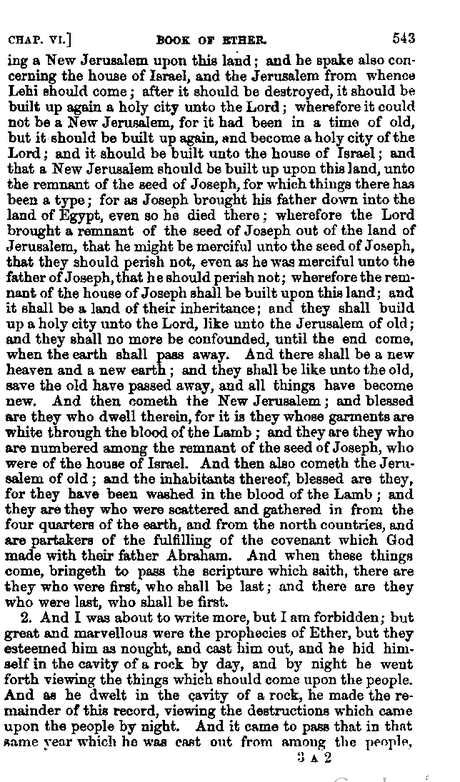 CHAP. VI.] BOOK OF ETHER. 543
ing a New Jerusalem upon this land; and he spake also con-
cerning the house of Israel, and the Jerusalem from whence
Lehi should come; after it should be destroyed, it should be
built up again a holy city unto the Lord; wherefore it could
not be a New Jerusalem, for it had been in a time of old,
but it should be built up again, and become a holy city of the
Lord; and it should be built unto the house of Israel; and
that a New Jerusalem should be built up upon this land, unto
the remnant of the seed of Joseph, for which things there has
been a type; for as Joseph brought his father down into the
land of Egypt, even so he died there; wherefore the Lord
brought a remnant of the seed of Joseph out of the land of
Jerusalem, that he might be merciful unto the seed of Joseph,
that they should perish not, even as he was merciful unto the
father of Joseph, that he should perish not; wherefore the rem-
nant of the house of Joseph shall be built upon this land; and
it shall be a land of their inheritance; and they shall build
up a holy city unto the Lord, like unto the Jerusalem of old;
and they shall no more be confounded, until the end come,
when the earth shall pass away. And there shall be a new
heaven and a new earth; and they shall be like unto the old,
save the old have passed away, and all things have become
new. And then cometh the New Jerusalem; and blessed
are they who dwell therein, for it is they whose garments are
white through the blood of the Lamb; and they are they who
are numbered among the remnant of the seed of Joseph, who
were of the house of Israel. And then also cometh the Jeru-
salem of old; and the inhabitants thereof, blessed are they,
for they have been washed in the blood of the Lamb; and
they are they who were scattered and gathered in from the
four quarters of the earth, and from the north countries, and
are partakers of the fulfilling of the covenant which God
made with their father Abraham. And when these things
come, bringeth to pass the scripture which saith, there are
they who were first, who shall be last; and there are they
who were last, who shall be first.
2. And I was about to write more, but I am forbidden; but
great and marvellous were the prophecies of Ether, but they
esteemed him as nought, and cast him out, and he hid him-
self in the cavity of a rock by day, and by night he went
forth viewing the things which should come upon the people.
And as he dwelt in the cavity of a rock, he made the re-
mainder of this record, viewing the destructions which came
upon the people by night. And it came to pass that in that
same year which he was cast out from among the people,
3 A 2